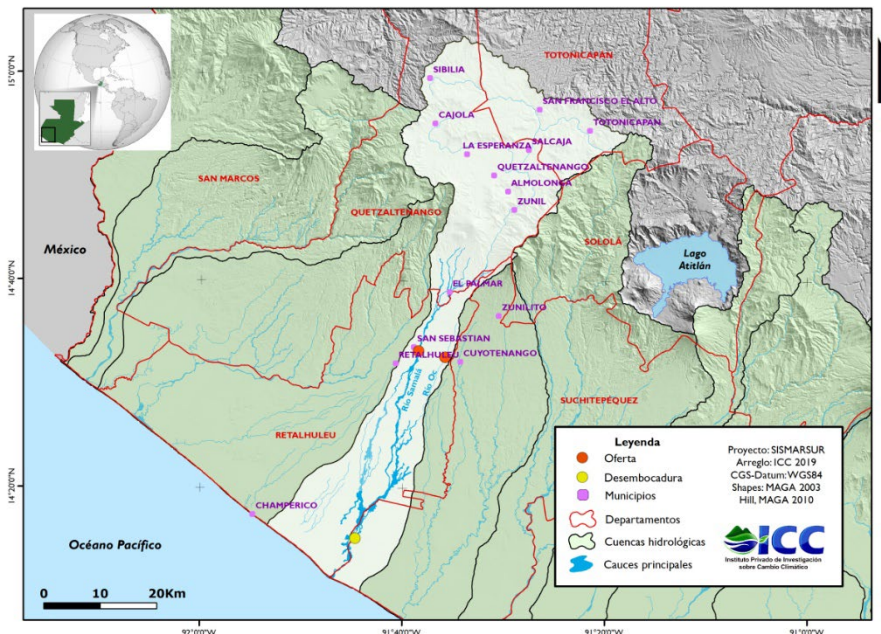 TOTONICAPAN
15°0'0"N
SIBILIA
SAN FRANCISCO EL ALTO
CAJOLA
TOTONICAPAN
SALCAJA
LA ESPERANZA
QUETZALTENANGO
SAN MARCOS
ALMOLONGA
ZUNIL
QUETZALTENANGO
SOLOLÁ
México
Lago
Atitlán
14°40'0"N
EL PALMAR
ZUNILITO
SAN SEBASTIAN
RETALHULEU
CUYOTENANGO
Río Samalá
Río Oc
SUCHITEPÉQUEZ
RETALHULEU
14°20'0"N
CHAMPERICO
Océano Pacífico
0 10 20Km
Leyenda
Oferta
Desembocadura
Municipios
Departamentos
Cuencas hidrológicas
Cauces principales
Proyecto: SISMARSUR
Arreglo: ICC 2019
CGS-Datum: WGS84
Shapes: MAGA 2003
Hill, MAGA 2010
ICC
Instituto Privado de Investigación
sobre Cambio Climático
92°0'0"W 91°40'0"W 91°20'0"W 91°0'0"W